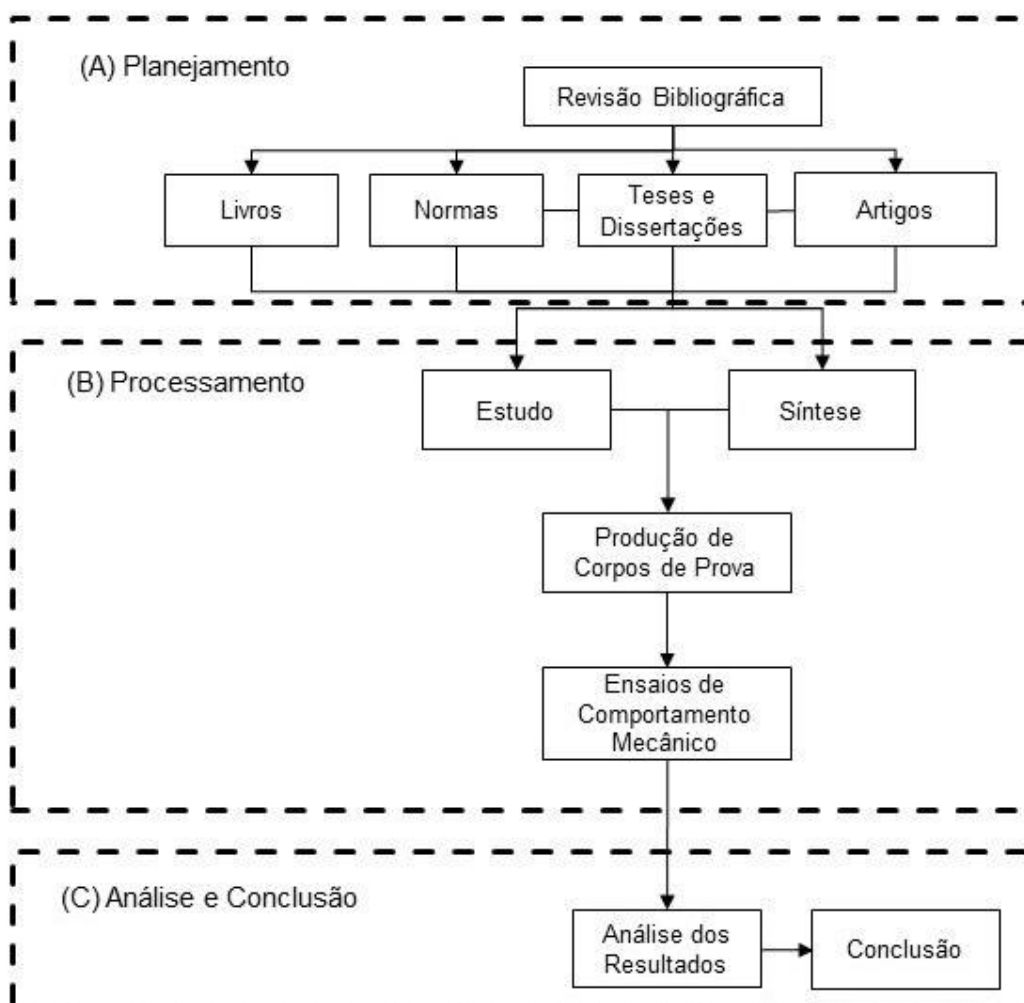 (A) Planejamento
Revisão Bibliográfica
Livros
Normas
Teses e
Dissertações
Artigos
(B) Processamento
Estudo
Síntese
Produção de
Corpos de Prova
Ensaios de
Comportamento
Mecânico
(C) Análise e Conclusão
Análise dos
Resultados
Conclusão